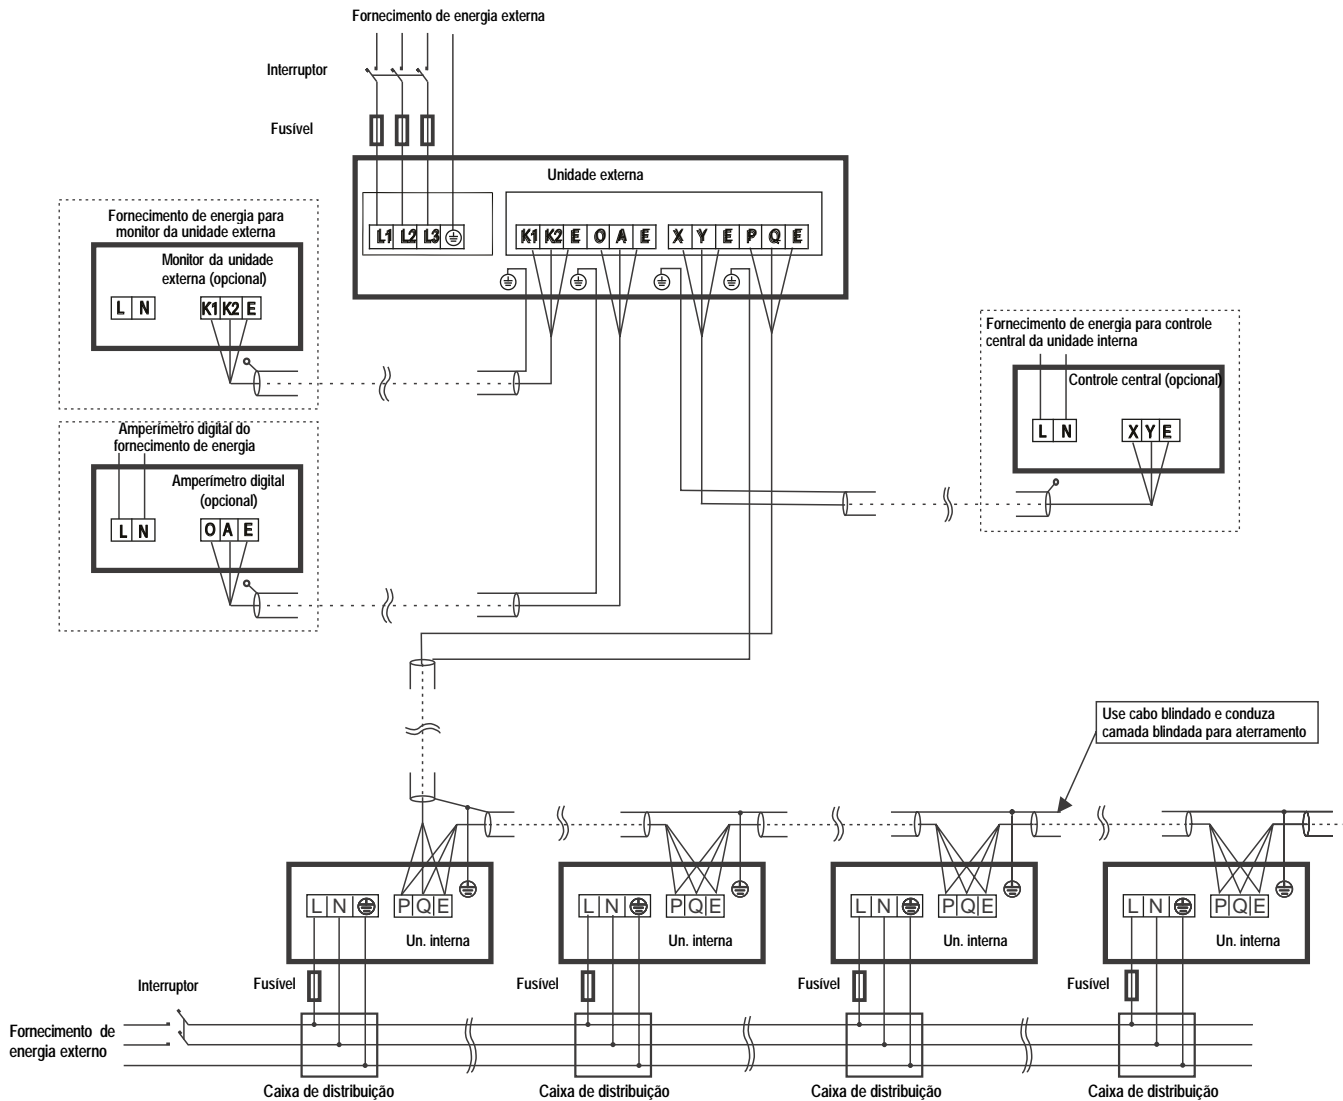 Fornecimento de energia externa
Interruptor
Fusível
Unidade externa
L1 L2 L3
K1 K2 E O A E X Y E P Q E
Fornecimento de energia para
monitor da unidade externa
Monitor da unidade
externa (opcional)
L N K1 K2 E
Fornecimento de energia para controle
central da unidade interna
Controle central (opcional)
L N X Y E
Amperímetro digital do
fornecimento de energia
Amperímetro digital
(opcional)
L N O A E
Use cabo blindado e conduza
camada blindada para aterramento
L N P Q E
Un. interna
L N P Q E
Un. interna
L N P Q E
Un. interna
L N P Q E
Un. interna
Interruptor
Fusível
Fusível
Fusível
Fusível
Fornecimento de
energia externo
Caixa de distribuição
Caixa de distribuição
Caixa de distribuição
Caixa de distribuição